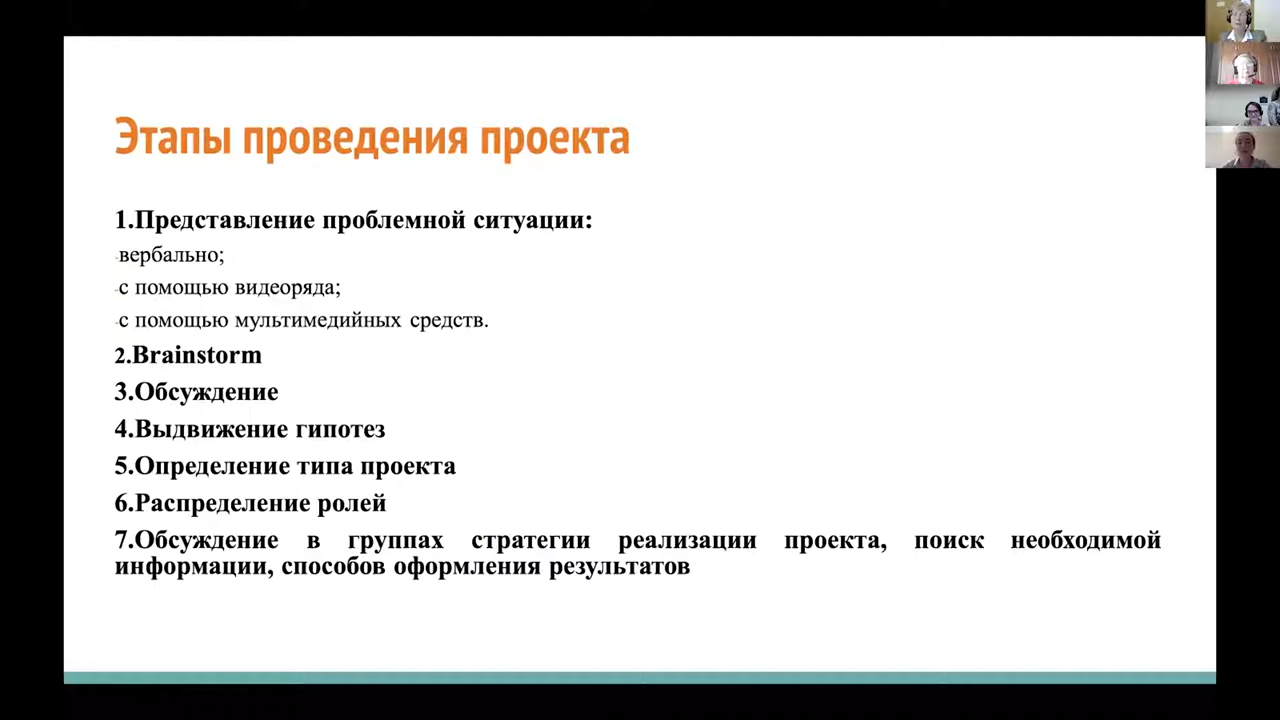 Этапы проведения проекта
1.Представление проблемной ситуации:
-вербально;
-с помощью видеоряда;
-с помощью мультимедийных средств.
2.Brainstorm
3.Обсуждение
4.Выдвижение гипотез
5.Определение типа проекта
6.Распределение ролей
7.Обсуждение в группах стратегии реализации проекта, поиск необходимой
информации, способов оформления результатов